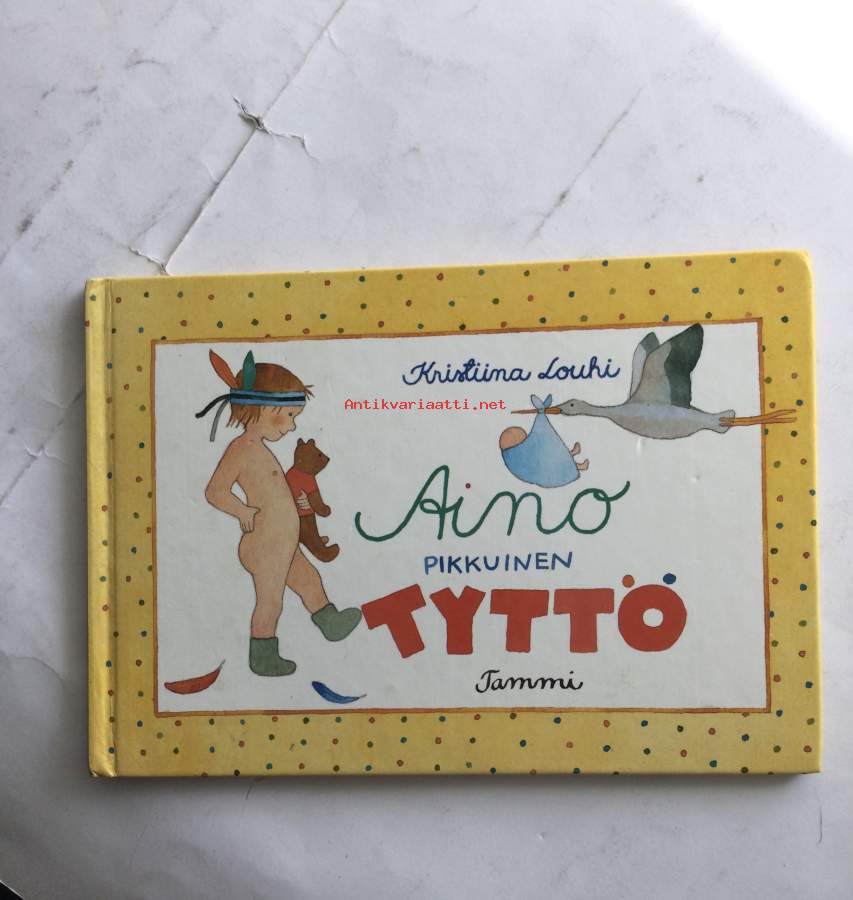 Kristiina Louhi
Antikvariaatti.net
Aino
PIKKUINEN
TYTTÖ
Tammi